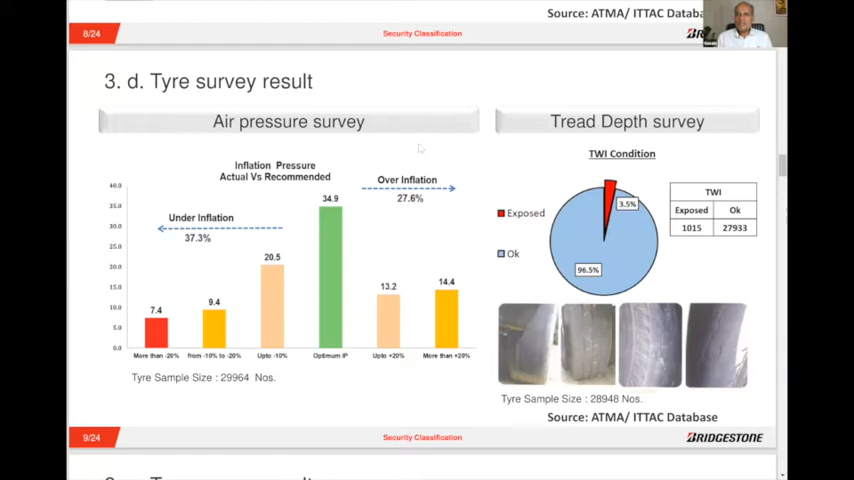 Source: ATMA/ ITTAC Databa
8/24
Security Classification
3. d. Tyre survey result
Air pressure survey
Inflation Pressure
Actual Vs Recommended
Under Inflation
37.3%
Over Inflation
27.6%
40.0
35.0
30.0
25.0
20.0
15.0
10.0
5.0
0.0
7.4
9.4
20.5
34.9
13.2
14.4
More than -20%
from -10% to -20%
Upto -10%
Optimum IP
Upto +20%
More than +20%
Tyre Sample Size : 29964 Nos.
Tread Depth survey
TWI Condition
Exposed
Ok
3.5%
96.5%
TWI
Exposed Ok
1015 27933
Tyre Sample Size : 28948 Nos.
Source: ATMA/ ITTAC Database
9/24
Security Classification
BRIDGESTONE